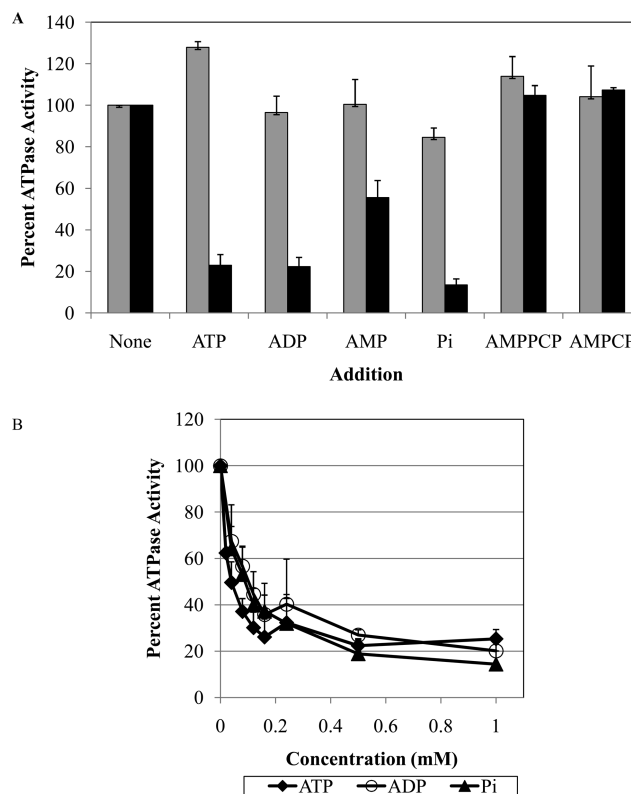 A
Percent ATPase Activity
140
120
100
80
60
40
20
0
None ATP ADP AMP Pi AMPPCP AMPCP
Addition
B
Percent ATPase Activity
120
100
80
60
40
20
0
0 0.2 0.4 0.6 0.8 1
Concentration (mM)
ATP ADP Pi